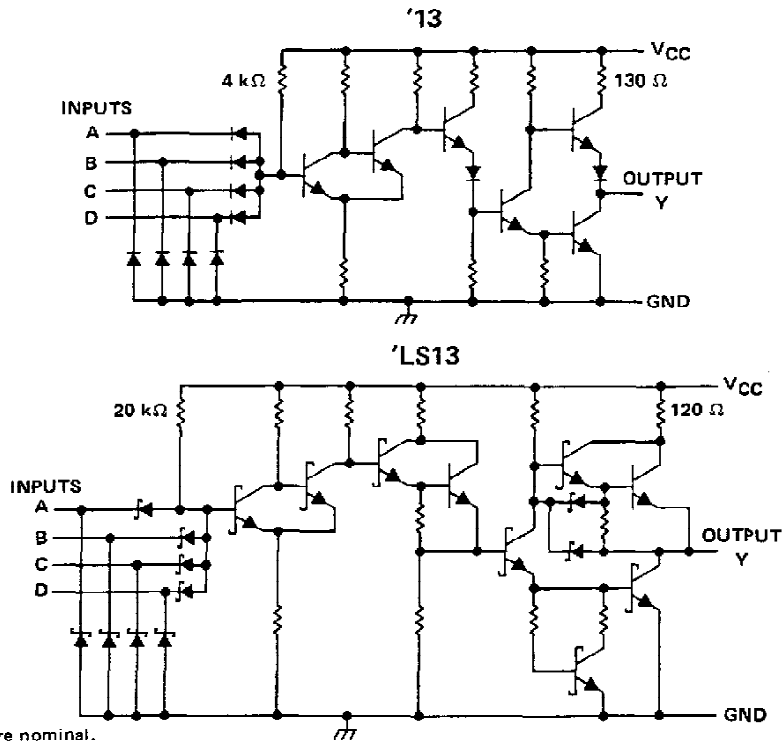 '13
VCC
4 kΩ
130 Ω
INPUTS
A
B
C
D
OUTPUT
Y
GND
'LS13
VCC
20 kΩ
120 Ω
INPUTS
A
B
C
D
OUTPUT
Y
GND
re nominal.